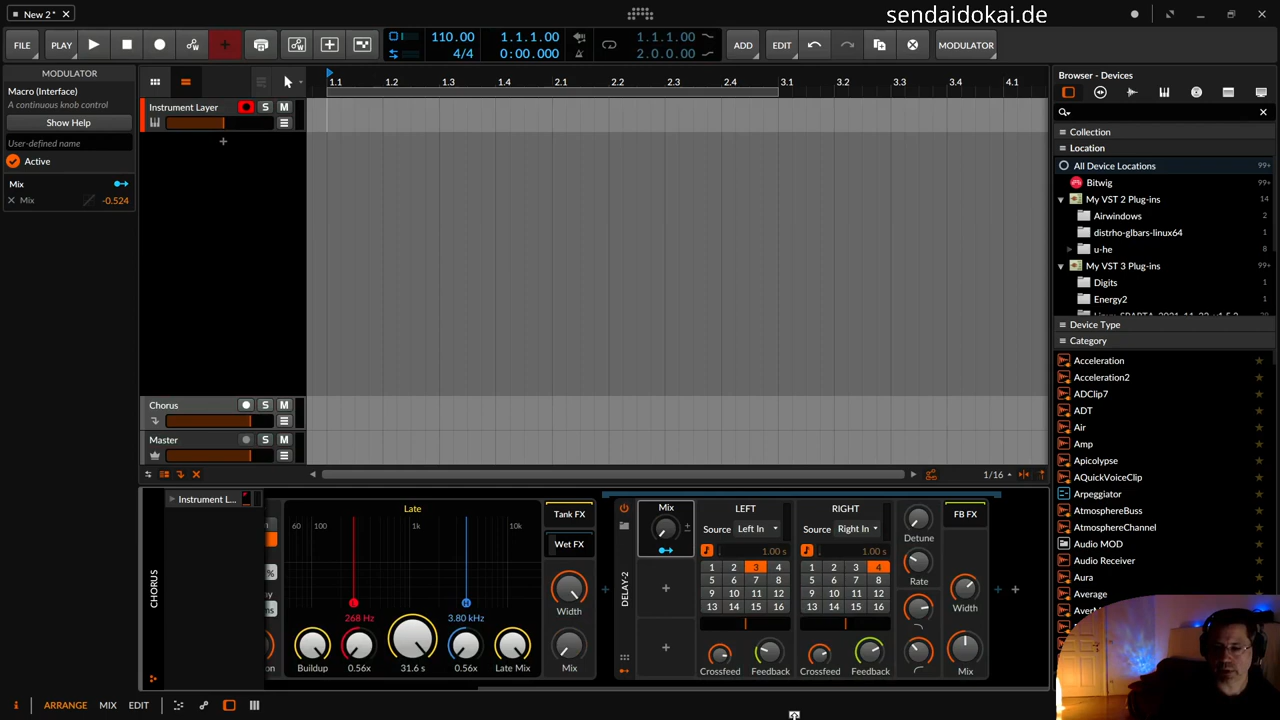 New 2*
sendaidokai.de
FILE
PLAY
110.00
4/4
1.1.1.00
0:00.000
1.1.1.00
2.0.0.00
ADD
EDIT
MODULATOR
MODULATOR
Macro (Interface)
A continuous knob control
Show Help
User-defined name
Active
Mix
Mix
-0.524
1.1
1.2
1.3
1.4
2.1
2.2
2.3
2.4
3.1
3.2
3.3
3.4
4.1
Instrument Layer
S
M
Chorus
S
M
Master
S
M
1/16
Browser - Devices
Collection
Location
All Device Locations
99+
Bitwig
99+
My VST 2 Plug-ins
14
Airwindows
2
distrho-glbars-linux64
1
u-he
8
My VST 3 Plug-ins
99+
Digits
1
Energy2
1
Device Type
Category
Acceleration
Acceleration2
ADClip7
ADT
Air
Amp
Apicolypse
AQuickVoiceClip
Arpeggiator
AtmosphereBuss
AtmosphereChannel
Audio MOD
Audio Receiver
Aura
Average
CHORUS
Instrument L...
Late
60
100
1k
10k
268 Hz
3.80 kHz
Buildup
0.56x
31.6 s
0.56x
Late Mix
Tank FX
Wet FX
Width
Mix
DELAY-2
Mix
LEFT
Source
Left In
1.00 s
1 2 3 4
5 6 7 8
9 10 11 12
13 14 15 16
Crossfeed
Feedback
RIGHT
Source
Right In
1.00 s
1 2 3 4
5 6 7 8
9 10 11 12
13 14 15 16
Crossfeed
Feedback
Detune
Rate
FB FX
Width
Mix
ARRANGE
MIX
EDIT